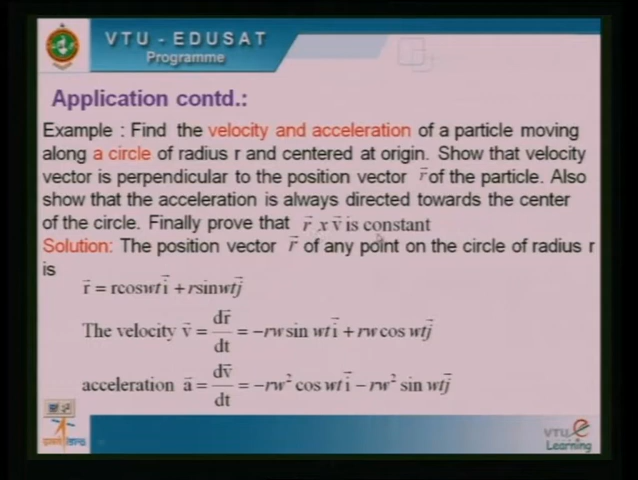 VTU - EDUSAT
Programme
Application contd.:
Example : Find the velocity and acceleration of a particle moving
along a circle of radius r and centered at origin. Show that velocity
vector is perpendicular to the position vector r⃗ of the particle. Also
show that the acceleration is always directed towards the center
of the circle. Finally prove that r⃗ x v⃗ is constant
Solution: The position vector r⃗ of any point on the circle of radius r
is
r⃗ = rcoswt i⃗ + rsinwt j⃗
The velocity v⃗ = dr⃗/dt = -rw sin wt i⃗ + rw cos wt j⃗
acceleration a⃗ = dv⃗/dt = -rw² cos wt i⃗ - rw² sin wt j⃗
VTU e
Learning